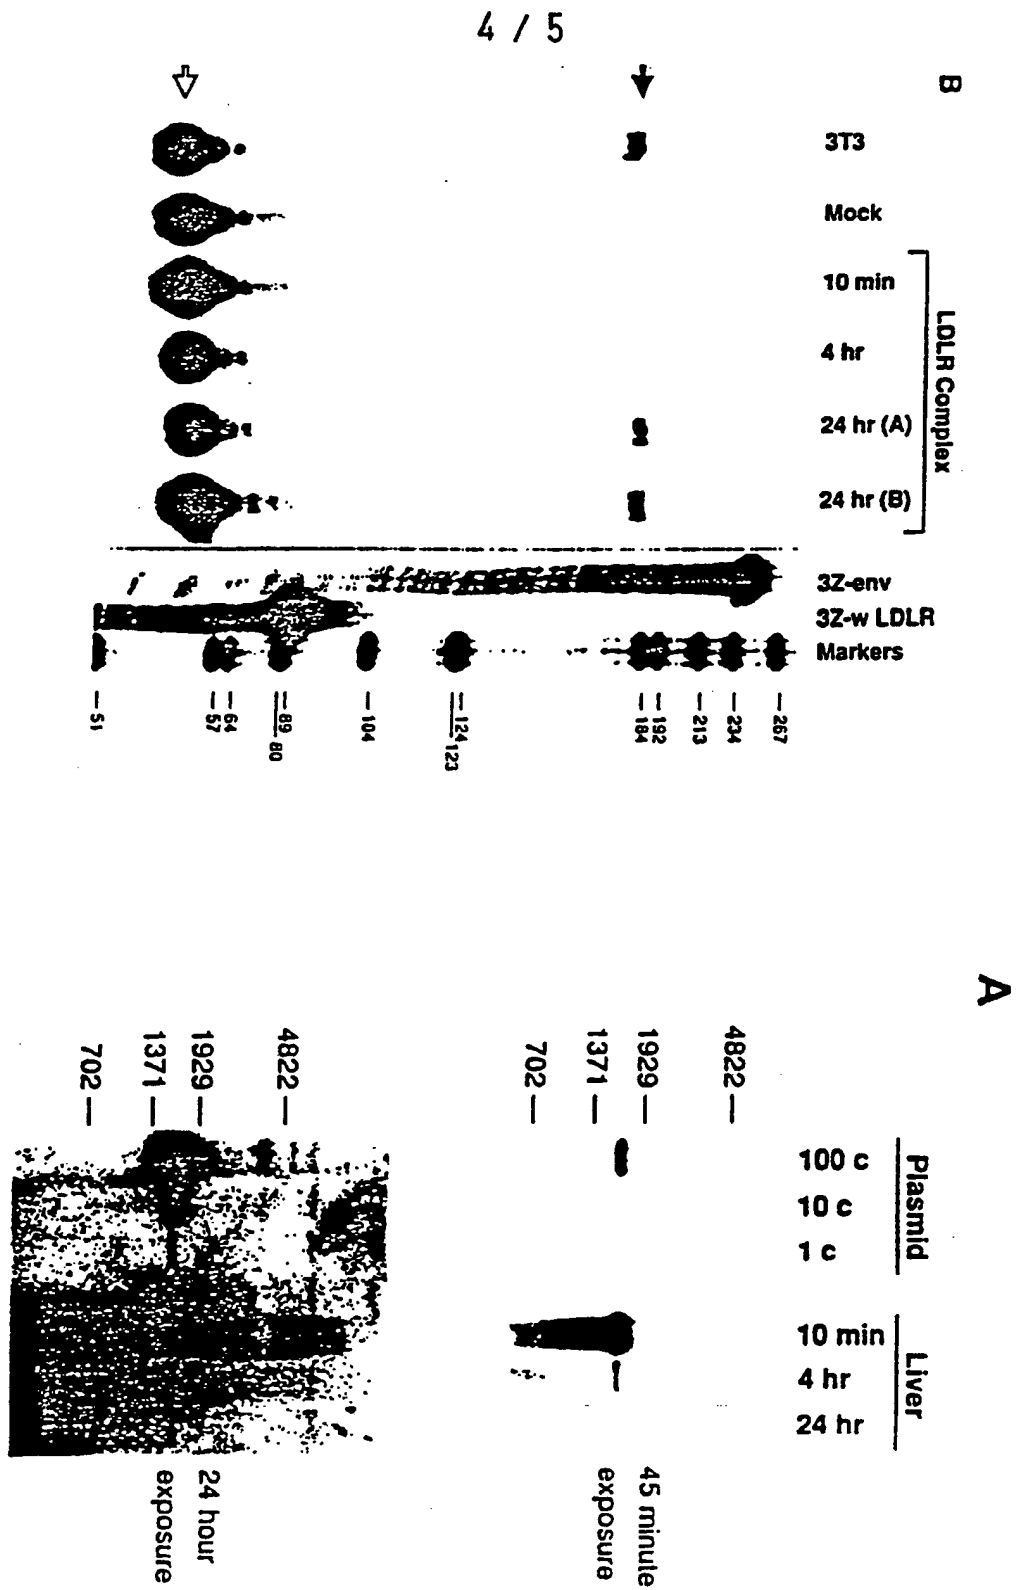 4 / 5
B
3T3
Mock
10 min
4 hr
24 hr (A)
24 hr (B)
LDLR Complex
3Z-env
3Z-w LDLR
Markers
51
57
64
80
89
104
123
124
184
192
213
234
267
A
Plasmid
100 c
10 c
1 c
Liver
10 min
4 hr
24 hr
4822
1929
1371
702
45 minute
exposure
4822
1929
1371
702
24 hour
exposure